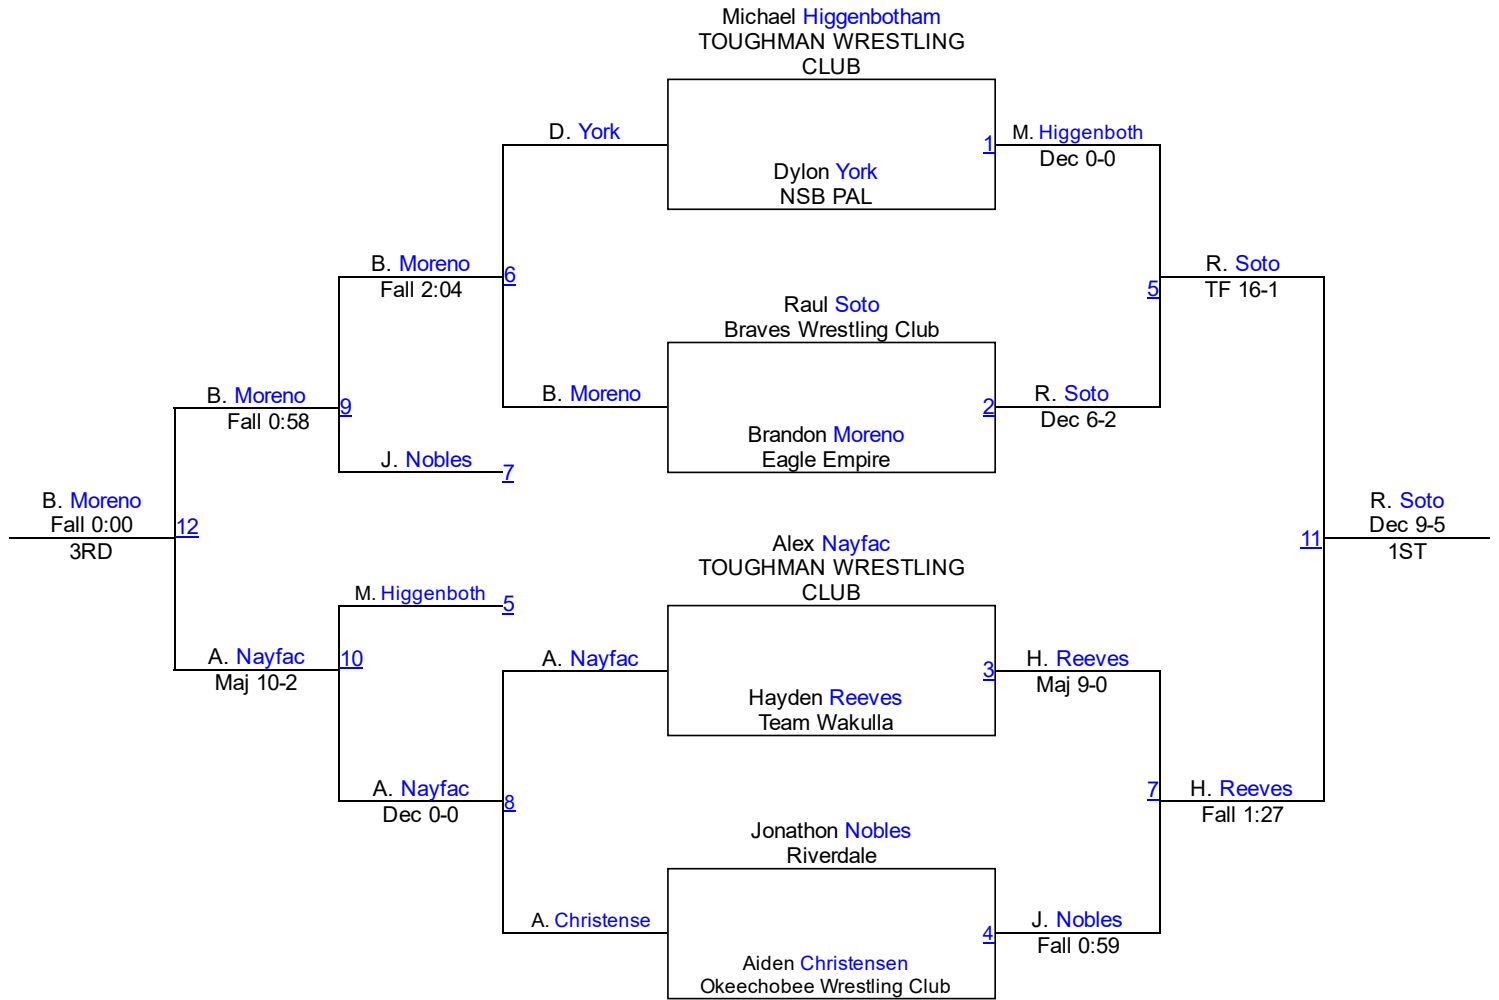 Michael Higgenbotham
TOUGHMAN WRESTLING
CLUB
D. York
1
M. Higgenboth
Dec 0-0
Dylon York
NSB PAL
B. Moreno
Fall 2:04
6
R. Soto
TF 16-1
5
Raul Soto
Braves Wrestling Club
B. Moreno
Fall 0:58
9
B. Moreno
2
R. Soto
Dec 6-2
Brandon Moreno
Eagle Empire
J. Nobles
7
B. Moreno
Fall 0:00
3RD
12
R. Soto
Dec 9-5
1ST
11
Alex Nayfac
TOUGHMAN WRESTLING
CLUB
M. Higgenboth
5
A. Nayfac
Maj 10-2
10
A. Nayfac
3
H. Reeves
Maj 9-0
Hayden Reeves
Team Wakulla
A. Nayfac
Dec 0-0
8
7
H. Reeves
Fall 1:27
Jonathon Nobles
Riverdale
A. Christense
4
J. Nobles
Fall 0:59
Aiden Christensen
Okeechobee Wrestling Club